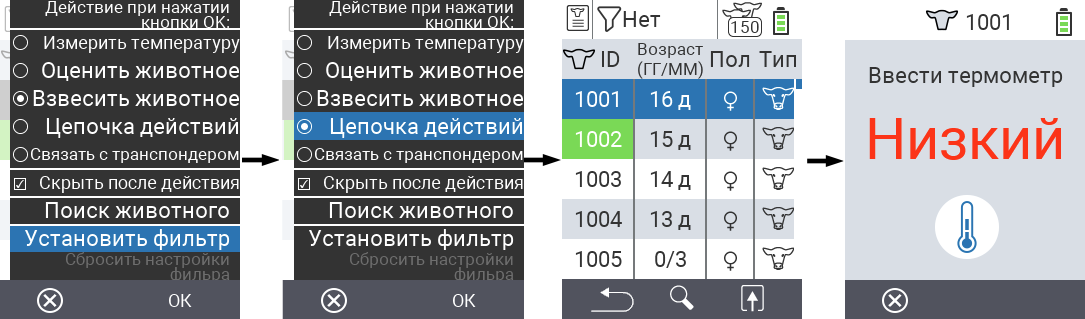 Действие при нажатии
кнопки OK:
Измерить температуру
Оценить животное
Взвесить животное
Цепочка действий
Связать с транспондером
Скрыть после действия
Поиск животного
Установить фильтр
Сбросить настройки
фильра
OK
Действие при нажатии
кнопки OK:
Измерить температуру
Оценить животное
Взвесить животное
Цепочка действий
Связать с транспондером
Скрыть после действия
Поиск животного
Установить фильтр
Сбросить настройки
фильра
OK
Нет 150
ID Возраст (ГГ/ММ) Пол Тип
1001 16 д
1002 15 д
1003 14 д
1004 13 д
1005 0/3
1001
Ввести термометр
Низкий